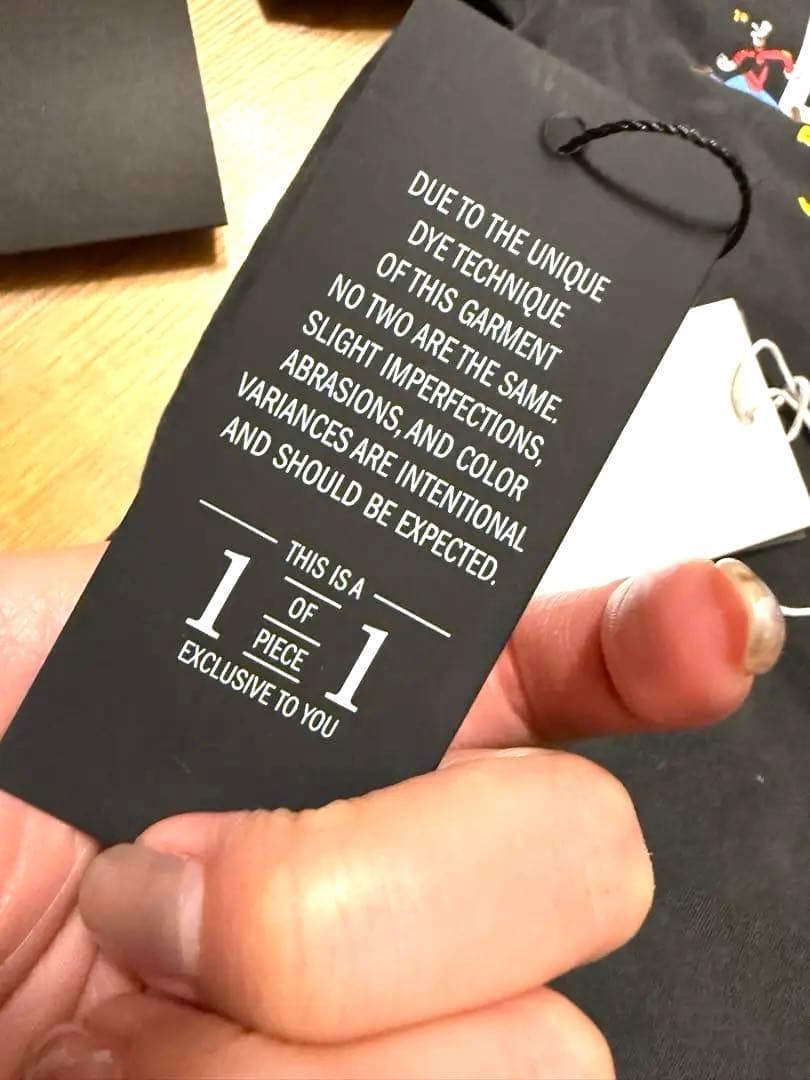 DUE TO THE UNIQUE
DYE TECHNIQUE
OF THIS GARMENT
NO TWO ARE THE SAME.
SLIGHT IMPERFECTIONS,
ABRASIONS, AND COLOR
VARIANCES ARE INTENTIONAL
AND SHOULD BE EXPECTED.
THIS IS A
1 OF 1
PIECE
EXCLUSIVE TO YOU